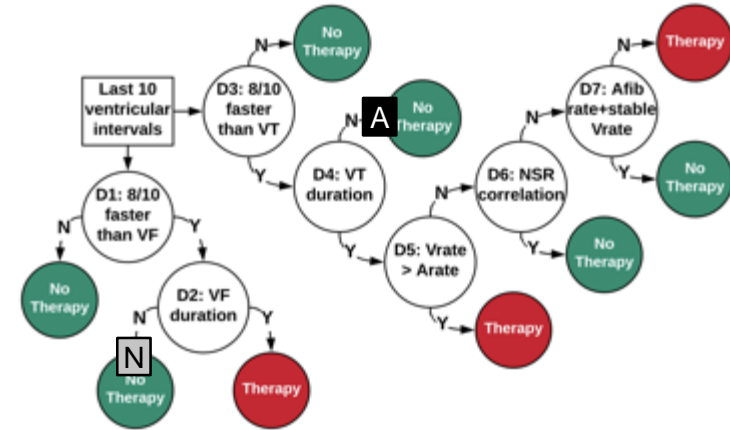 No
Therapy
N
Therapy
Last 10
ventricular
intervals
D3: 8/10
faster
than VT
N
A
No
Therapy
N
D7: Afib
rate+stable
Vrate
Y
D4: VT
duration
N
D6: NSR
correlation
Y
No
Therapy
D1: 8/10
faster
than VF
N
Y
Y
D5: Vrate
> Arate
Y
No
Therapy
No
Therapy
D2: VF
duration
N
Y
Y
Therapy
N
No
Therapy
Therapy